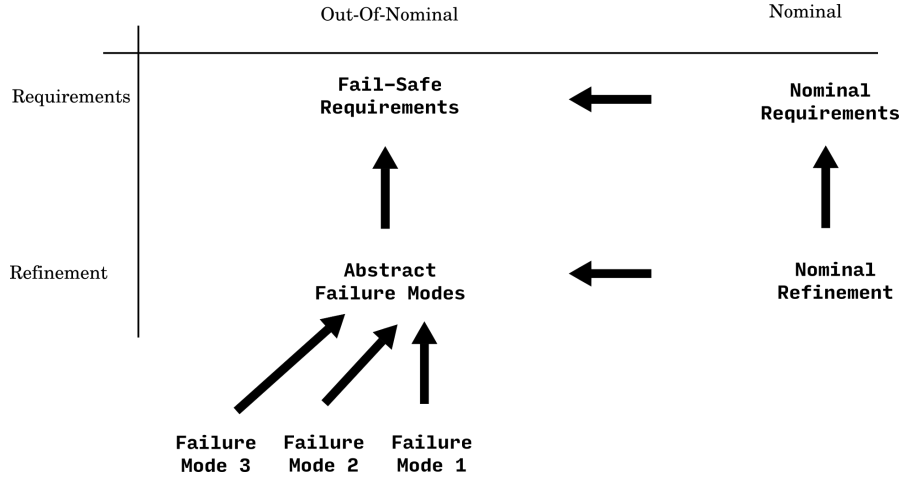 Out-Of-Nominal
Nominal
Requirements
Fail-Safe
Requirements
Nominal
Requirements
Refinement
Abstract
Failure Modes
Nominal
Refinement
Failure
Mode 3
Failure
Mode 2
Failure
Mode 1